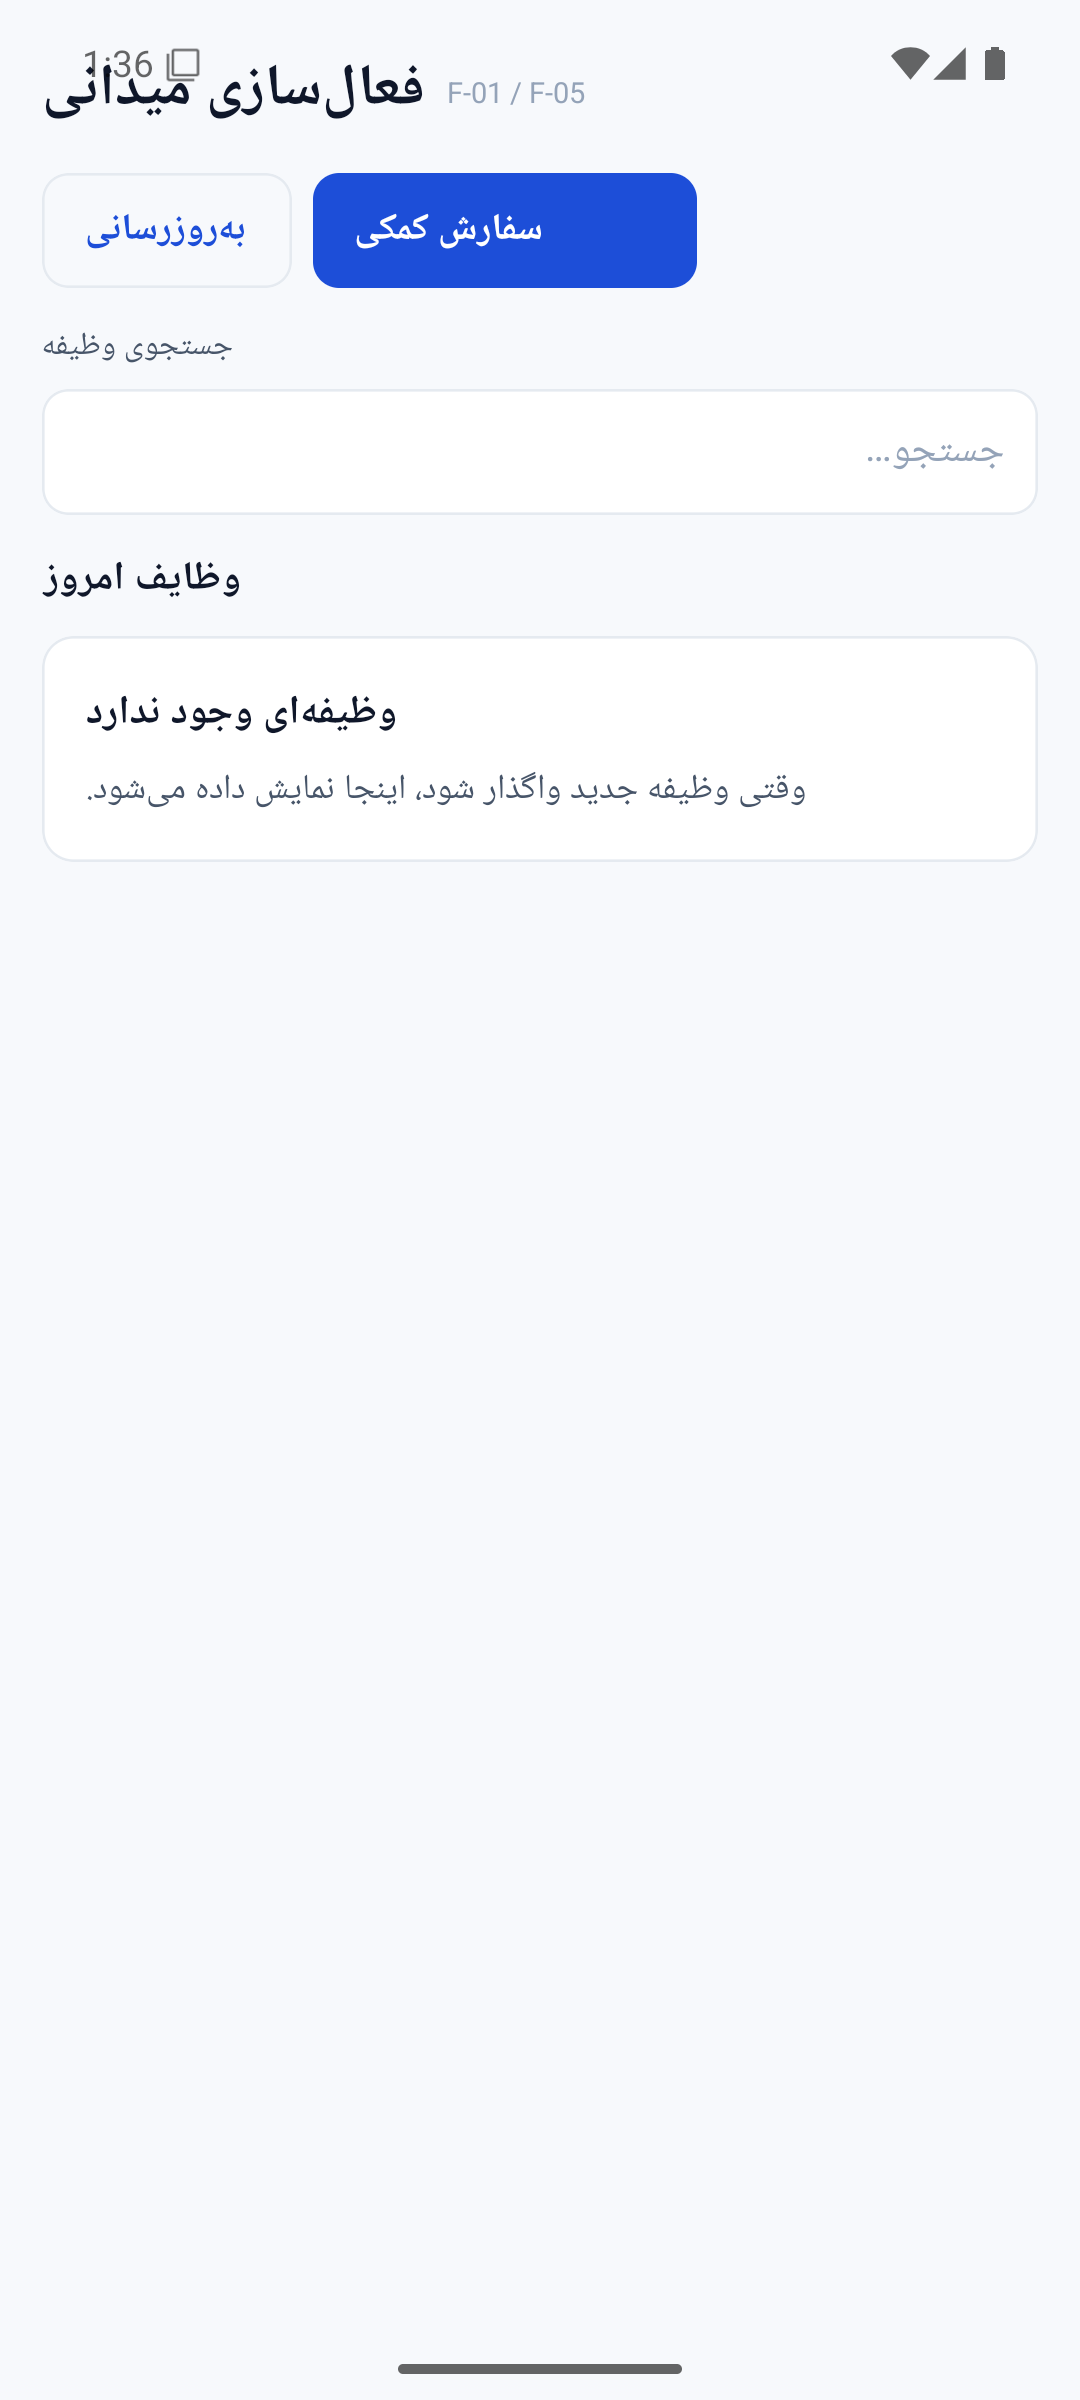 1:36
فعال‌سازی میدانی F-01 / F-05
به‌روزرسانی
سفارش کمکی
جستجوی وظیفه
جستجو...
وظایف امروز
وظیفه‌ای وجود ندارد
وقتی وظیفه جدید واگذار شود، اینجا نمایش داده می‌شود.